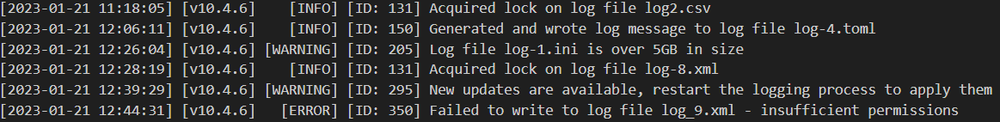 [2023-01-21 11:18:05] [v10.4.6]    [INFO] [ID: 131] Acquired lock on log file log2.csv
[2023-01-21 12:06:11] [v10.4.6]    [INFO] [ID: 150] Generated and wrote log message to log file log-4.toml
[2023-01-21 12:26:04] [v10.4.6] [WARNING] [ID: 205] Log file log-1.ini is over 5GB in size
[2023-01-21 12:28:19] [v10.4.6]    [INFO] [ID: 131] Acquired lock on log file log-8.xml
[2023-01-21 12:39:29] [v10.4.6] [WARNING] [ID: 295] New updates are available, restart the logging process to apply them
[2023-01-21 12:44:31] [v10.4.6]   [ERROR] [ID: 350] Failed to write to log file log_9.xml - insufficient permissions